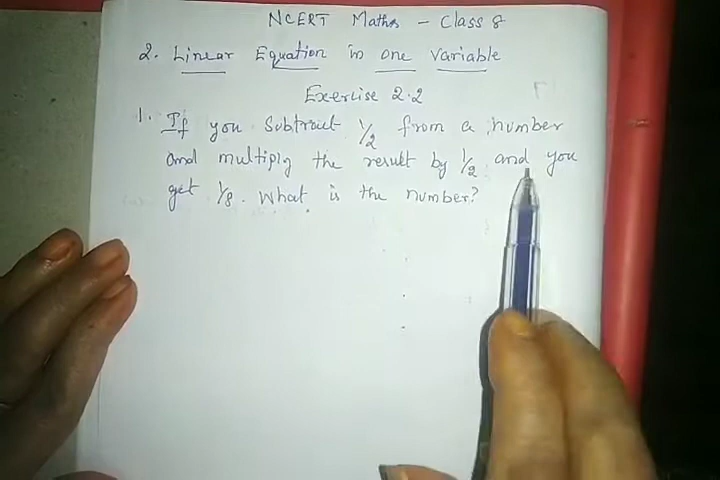 NCERT Maths - Class 8
2. Linear Equation in one Variable
Exercise 2.2
1. If you Subtract 1/2 from a number
and multiply the result by 1/2 and you
get 1/8. What is the number?